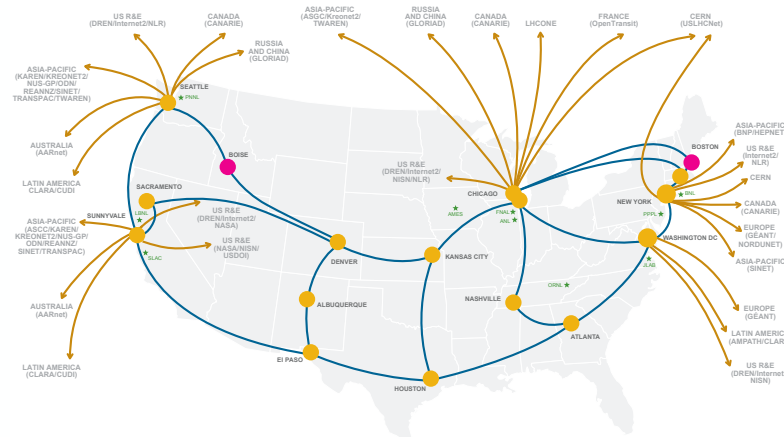 US R&E
(DREN/Internet2/NLR)
CANADA
(CANARIE)
RUSSIA
AND CHINA
(GLORIAD)
ASIA-PACIFIC
(ASGC/Kreonet2/
TWAREN)
RUSSIA
AND CHINA
(GLORIAD)
CANADA
(CANARIE)
LHCONE
FRANCE
(OpenTransit)
CERN
(USLHCNet)
ASIA-PACIFIC
(KAREN/KREONET2/
NUS-GP/ODN/
REANNZ/SINET/
TRANSPAC/TWAREN)
SEATTLE
PNNL
AUSTRALIA
(AARnet)
LATIN AMERICA
CLARA/CUDI
BOISE
SACRAMENTO
LBNL
SUNNYVALE
SLAC
ASIA-PACIFIC
(ASCC/KAREN/
KREONET2/NUS-GP/
ODN/REANNZ/
SINET/TRANSPAC)
US R&E
(DREN/Internet2/
NASA)
US R&E
(NASA/NISN/
USDOI)
AUSTRALIA
(AARnet)
LATIN AMERICA
(CLARA/CUDI)
US R&E
(DREN/Internet2/
NISN/NLR)
CHICAGO
AMES
FNAL
ANL
DENVER
KANSAS CITY
ALBUQUERQUE
EL PASO
HOUSTON
NASHVILLE
ORNL
ATLANTA
BOSTON
NEW YORK
BNL
PPPL
WASHINGTON DC
JLAB
ASIA-PACIFIC
(BNP/HEPNET
US R&E
(Internet2/
NLR)
CERN
CANADA
(CANARIE)
EUROPE
(GÉANT/
NORDUNET)
ASIA-PACIFIC
(SINET)
EUROPE
(GÉANT)
LATIN AMERICA
(AMPATH/CLAR
US R&E
(DREN/Internet
NISN)